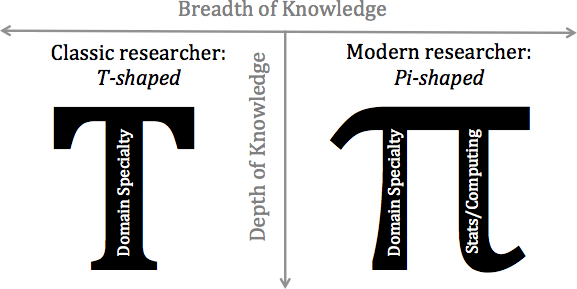 Breadth of Knowledge
Classic researcher:
T-shaped
Modern researcher:
Pi-shaped
Depth of Knowledge
Domain Specialty
Domain Specialty
Stats/Computing